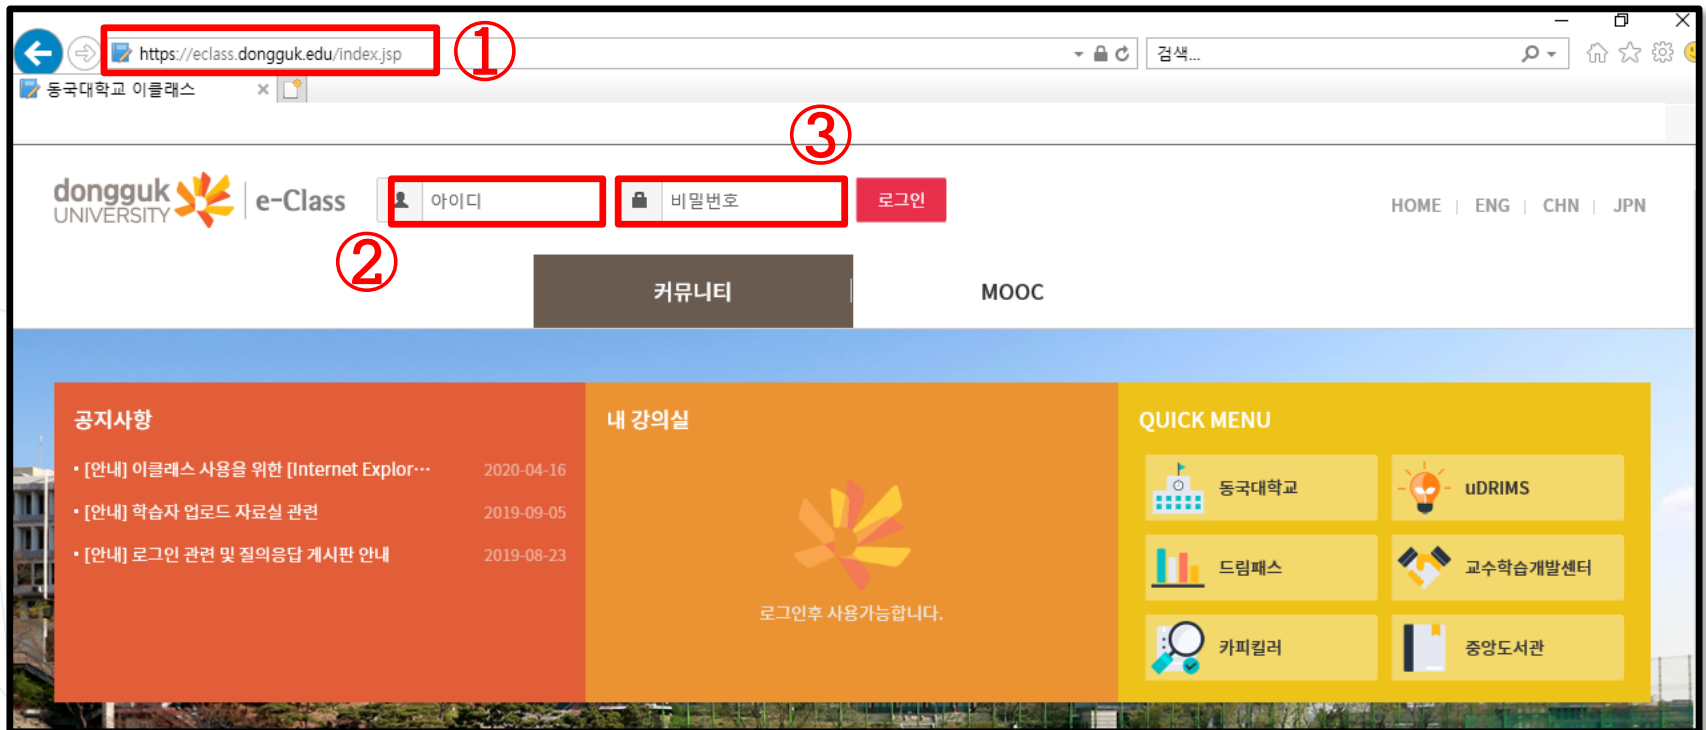 https://eclass.dongguk.edu/index.jsp
①
검색...
동국대학교 이클래스
③
dongguk
UNIVERSITY
e-Class
아이디
비밀번호
로그인
HOME | ENG | CHN | JPN
②
커뮤니티
MOOC
공지사항
· [안내] 이클래스 사용을 위한 [Internet Explor⋯ 2020-04-16
· [안내] 학습자 업로드 자료실 관련 2019-09-05
· [안내] 로그인 관련 및 질의응답 게시판 안내 2019-08-23
내 강의실
로그인후 사용가능합니다.
QUICK MENU
동국대학교
uDRIMS
드림패스
교수학습개발센터
카피킬러
중앙도서관